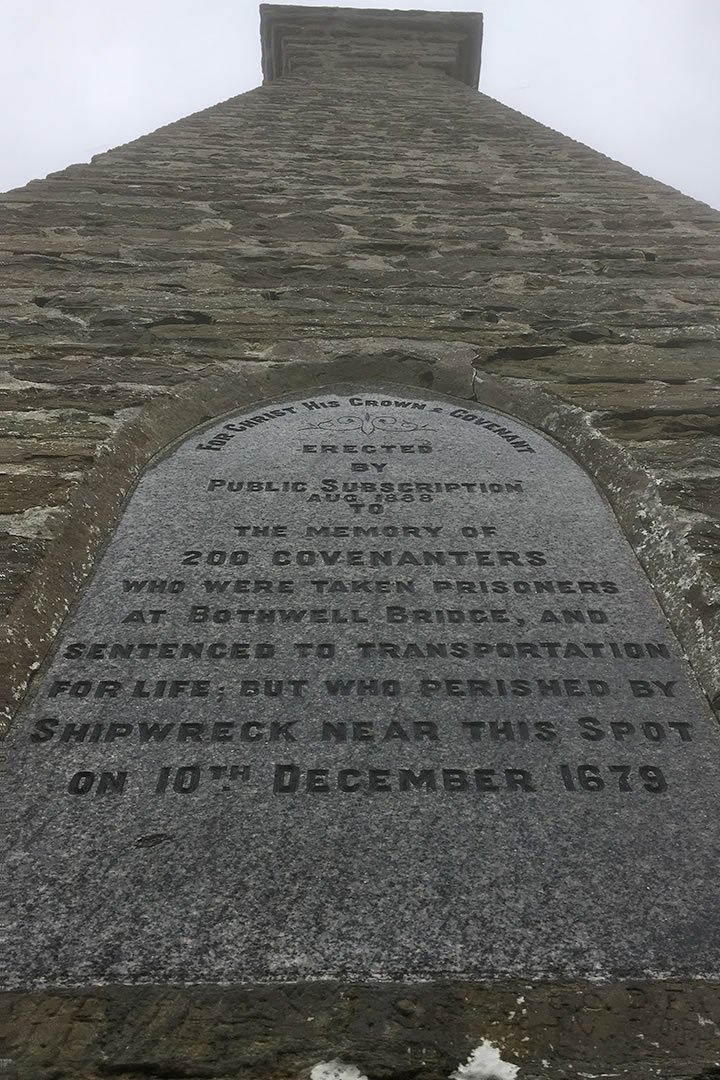 For Christ His Crown & Covenant
ERECTED
BY
PUBLIC SUBSCRIPTION
AUG. 1888
TO
THE MEMORY OF
200 COVENANTERS
WHO WERE TAKEN PRISONERS
AT BOTHWELL BRIDGE, AND
SENTENCED TO TRANSPORTATION
FOR LIFE; BUT WHO PERISHED BY
SHIPWRECK NEAR THIS SPOT
ON 10TH. DECEMBER 1679